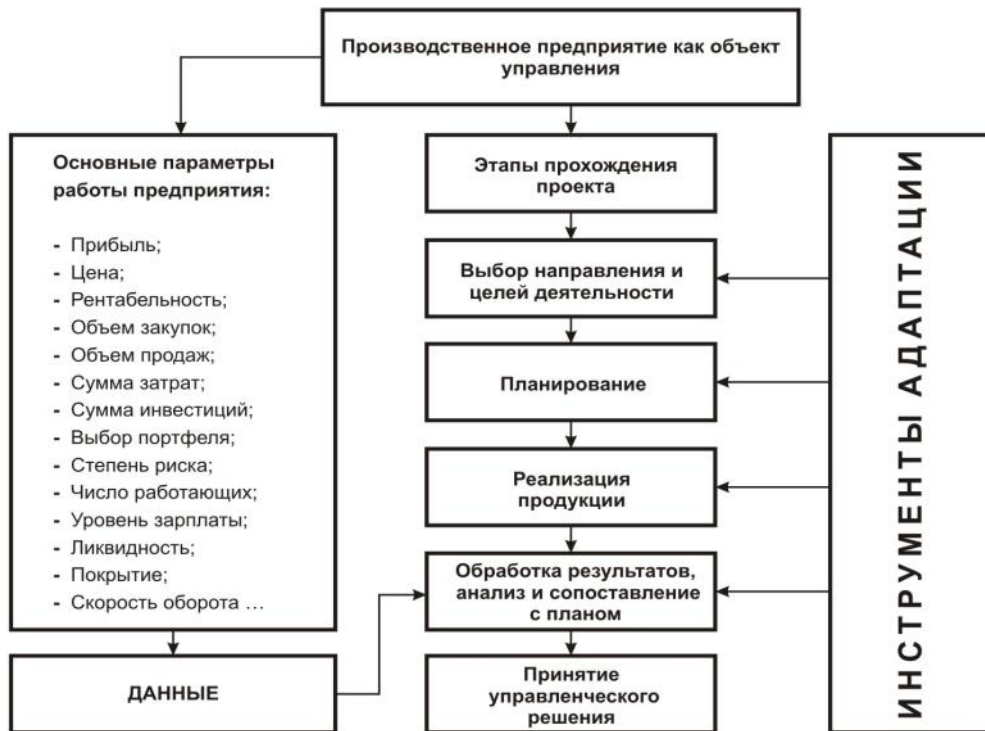 Производственное предприятие как объект
управления
Основные параметры
работы предприятия:
- Прибыль;
- Цена;
- Рентабельность;
- Объем закупок;
- Объем продаж;
- Сумма затрат;
- Сумма инвестиций;
- Выбор портфеля;
- Степень риска;
- Число работающих;
- Уровень зарплаты;
- Ликвидность;
- Покрытие;
- Скорость оборота ...
ДАННЫЕ
Этапы прохождения
проекта
Выбор направления и
целей деятельности
Планирование
Реализация
продукции
Обработка результатов,
анализ и сопоставление
с планом
Принятие
управленческого
решения
ИНСТРУМЕНТЫ АДАПТАЦИИ